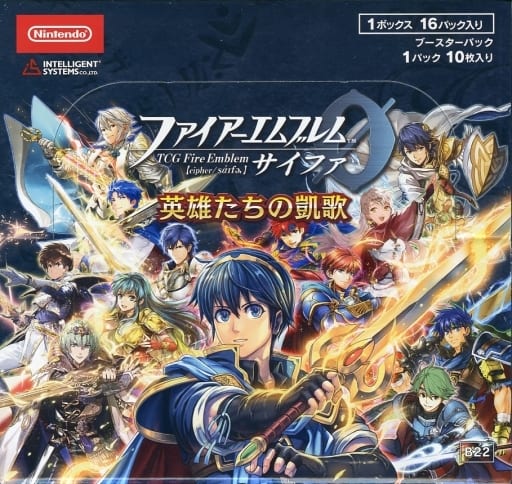 Nintendo
INTELLIGENT
SYSTEMS CO.,LTD.
1ボックス 16パック入り
ブースターパック
1パック 10枚入り
ファイアーエムブレム
TM
TCG Fire Emblem
【cipher/sάɪfɚ】
サイファ
英雄たちの凱歌
B22